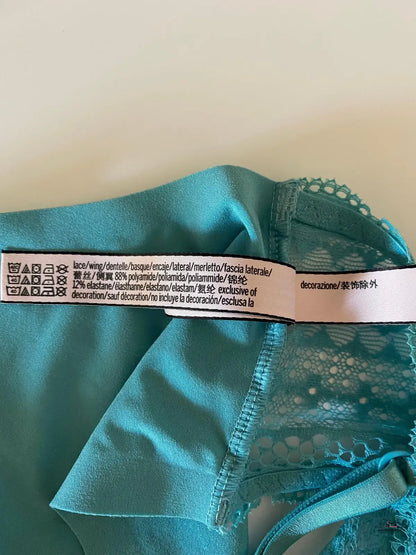 lace/wing/dentelle/basque/encaje/lateral/merletto/fascia laterale/
蕾丝/侧翼 88% polyamide/poliamida/poliammide/锦纶
12% elastane/élasthanne/elastano/elastam/氨纶 exclusive of
decoration/sauf décoration/no incluye la decoración/esclusa la
decorazione/装饰除外